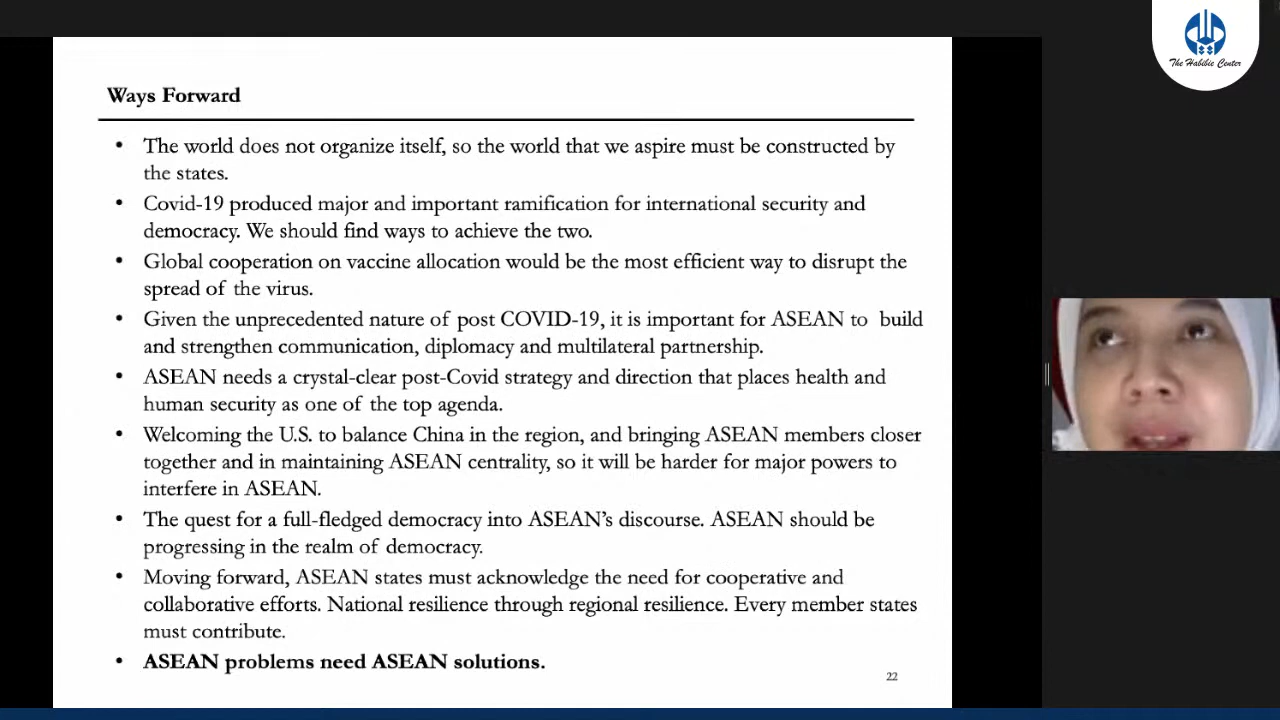 The Habibie Center
Ways Forward
• The world does not organize itself, so the world that we aspire must be constructed by
the states.
• Covid-19 produced major and important ramification for international security and
democracy. We should find ways to achieve the two.
• Global cooperation on vaccine allocation would be the most efficient way to disrupt the
spread of the virus.
• Given the unprecedented nature of post COVID-19, it is important for ASEAN to build
and strengthen communication, diplomacy and multilateral partnership.
• ASEAN needs a crystal-clear post-Covid strategy and direction that places health and
human security as one of the top agenda.
• Welcoming the U.S. to balance China in the region, and bringing ASEAN members closer
together and in maintaining ASEAN centrality, so it will be harder for major powers to
interfere in ASEAN.
• The quest for a full-fledged democracy into ASEAN’s discourse. ASEAN should be
progressing in the realm of democracy.
• Moving forward, ASEAN states must acknowledge the need for cooperative and
collaborative efforts. National resilience through regional resilience. Every member states
must contribute.
• ASEAN problems need ASEAN solutions.
22